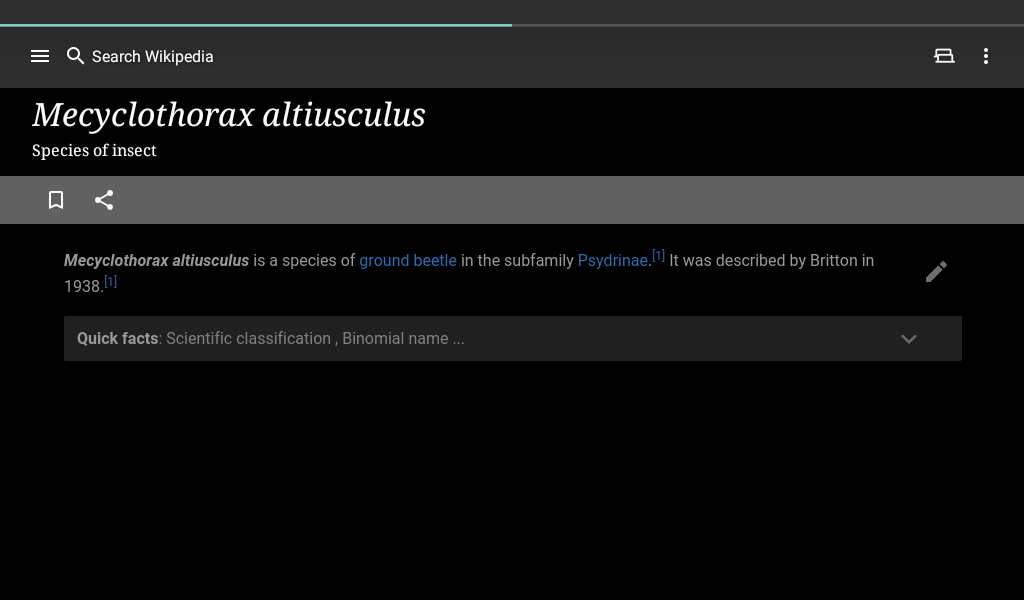 Search Wikipedia
Mecyclothorax altiusculus
Species of insect
Mecyclothorax altiusculus is a species of ground beetle in the subfamily Psydrinae.[1] It was described by Britton in
1938.[1]
Quick facts: Scientific classification , Binomial name ...